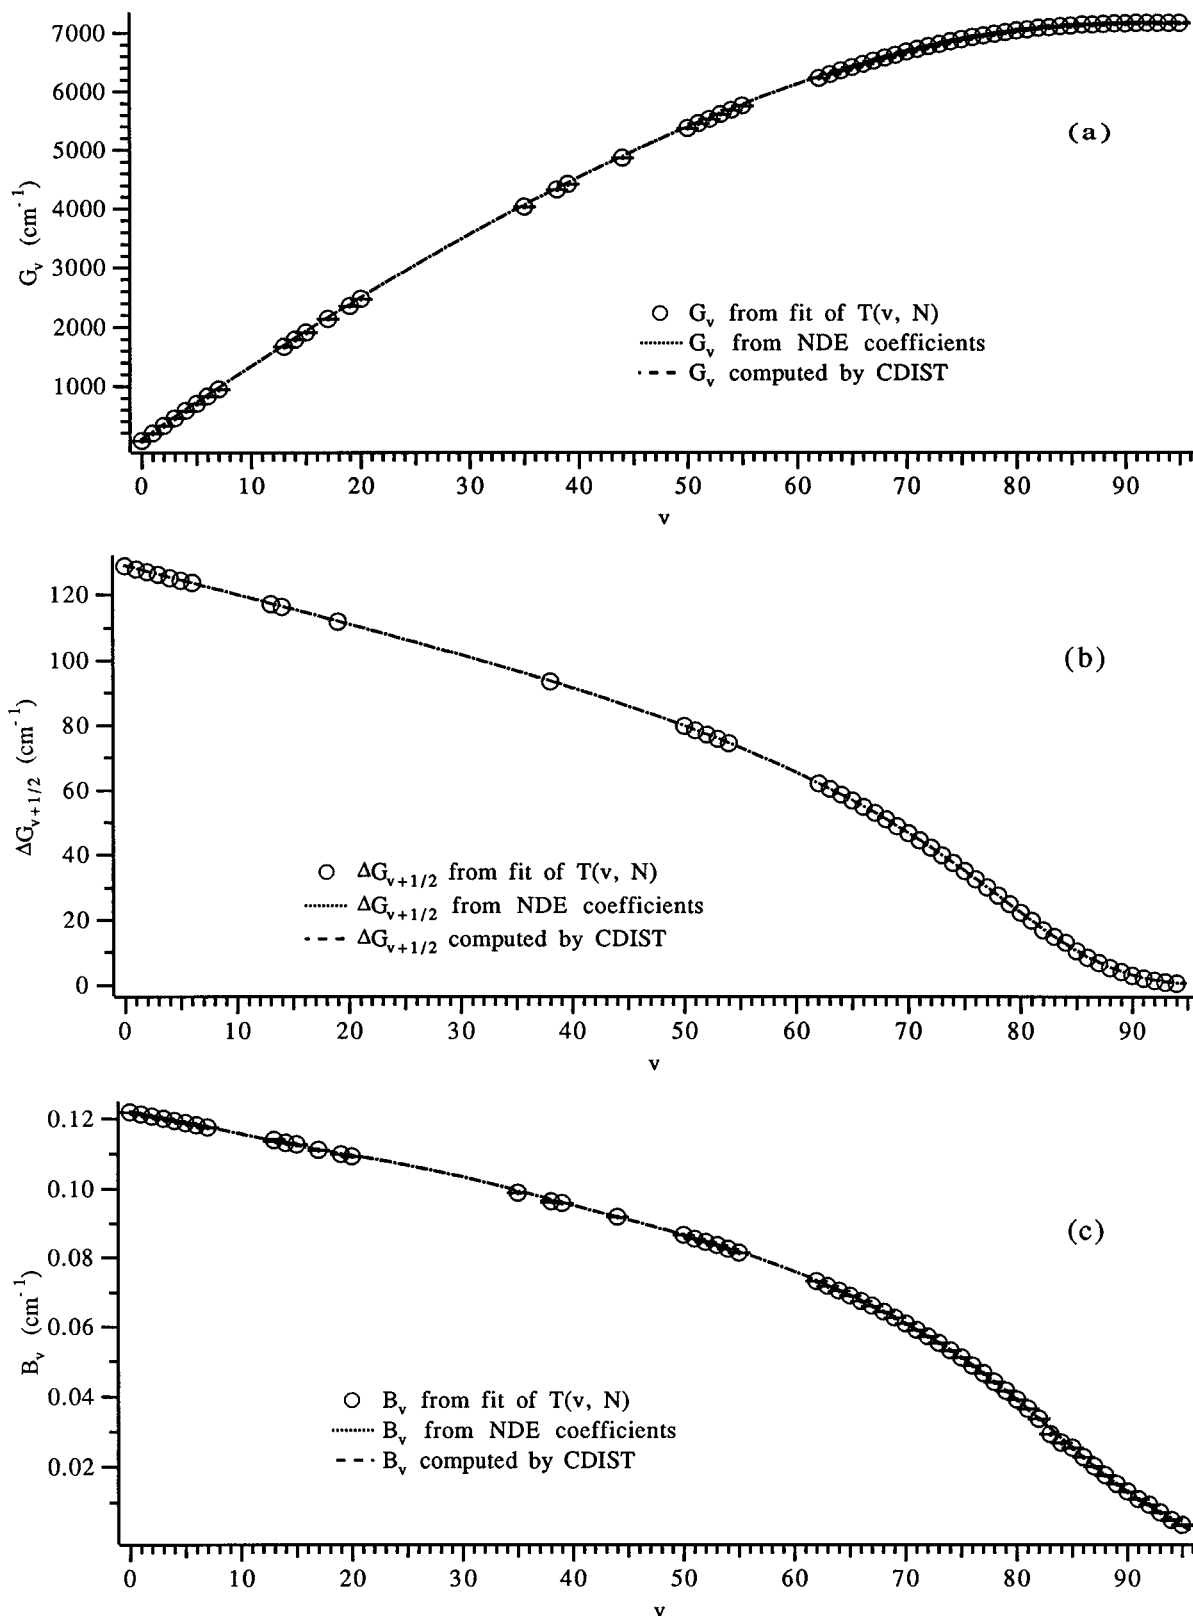 7000
6000
5000
4000
3000
2000
1000
G_v (cm⁻¹)
(a)
G_v from fit of T(v, N)
G_v from NDE coefficients
G_v computed by CDIST
0 10 20 30 40 50 60 70 80 90
v
120
100
80
60
40
20
0
ΔG_{v+1/2} (cm⁻¹)
(b)
ΔG_{v+1/2} from fit of T(v, N)
ΔG_{v+1/2} from NDE coefficients
ΔG_{v+1/2} computed by CDIST
0 10 20 30 40 50 60 70 80 90
v
0.12
0.10
0.08
0.06
0.04
0.02
B_v (cm⁻¹)
(c)
B_v from fit of T(v, N)
B_v from NDE coefficients
B_v computed by CDIST
0 10 20 30 40 50 60 70 80 90
v